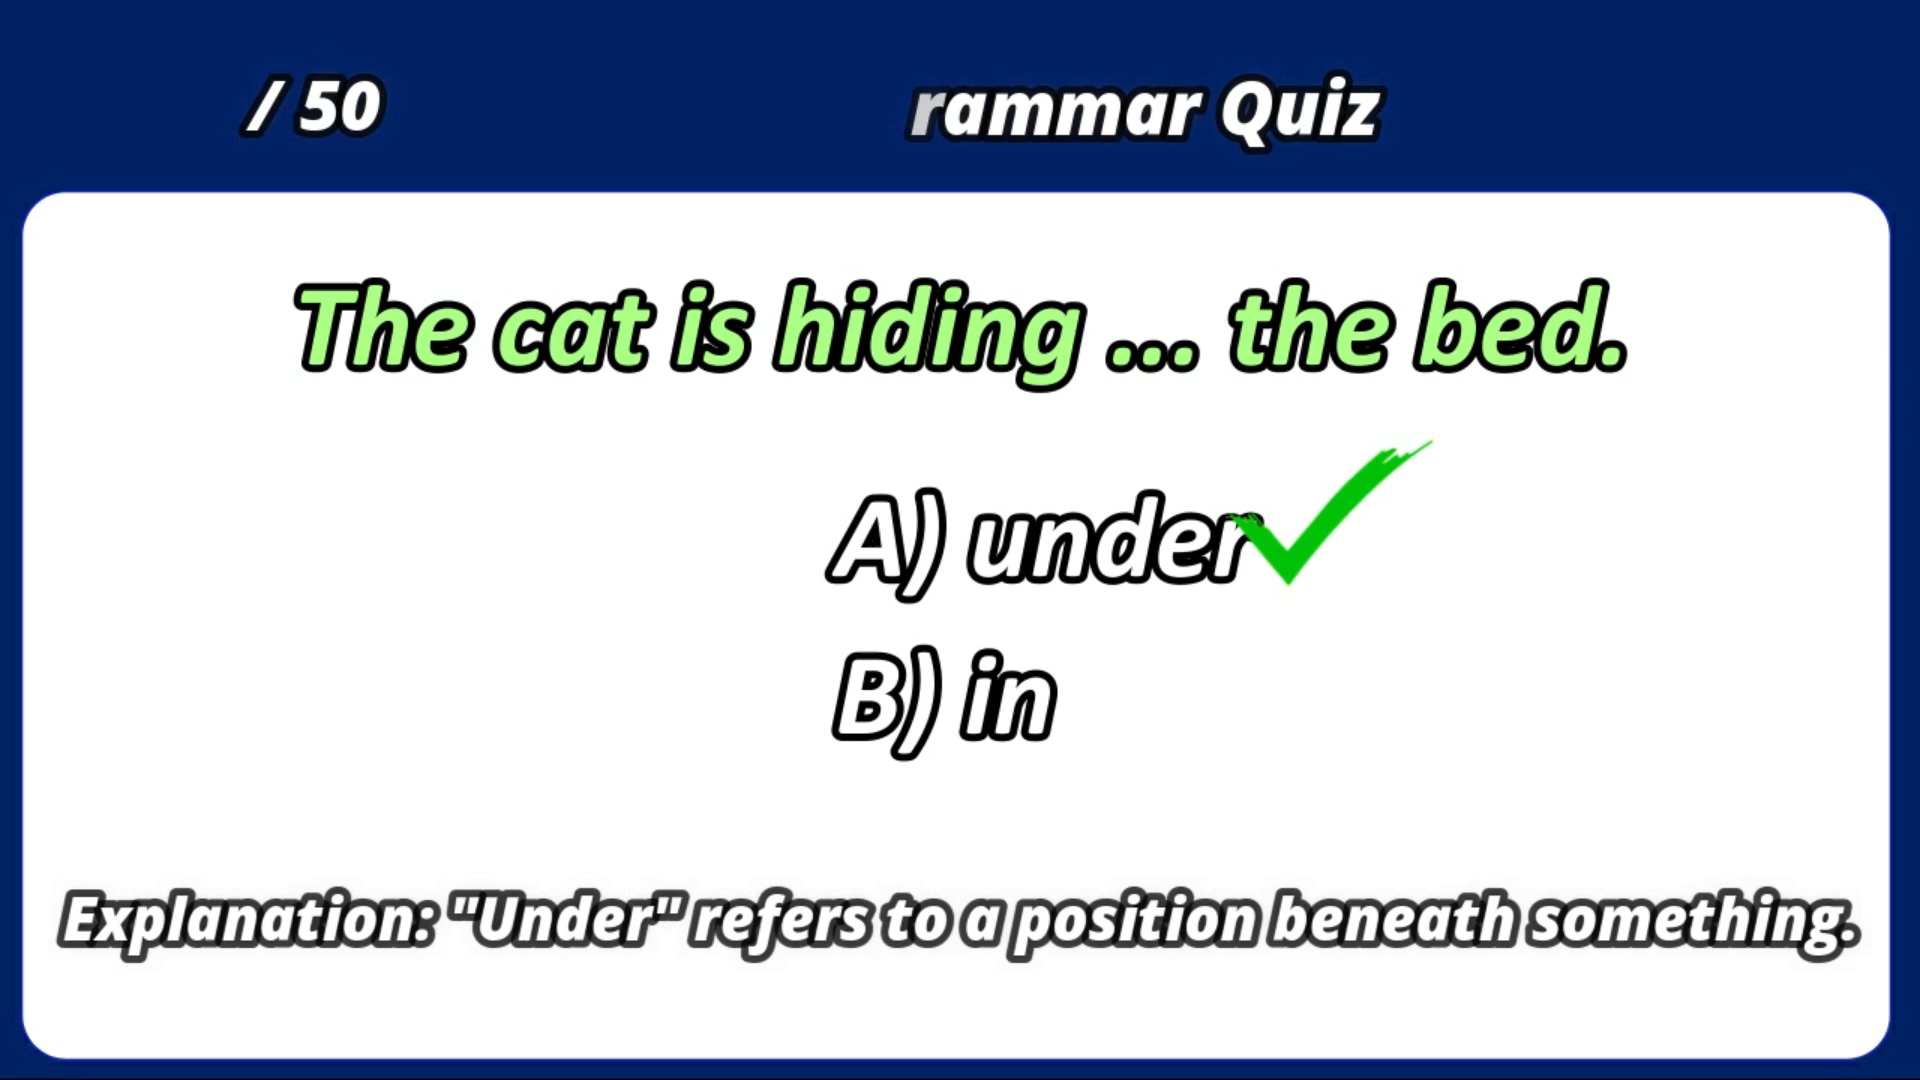 / 50
rammar Quiz
The cat is hiding ... the bed.
A) under
B) in
Explanation: "Under" refers to a position beneath something.